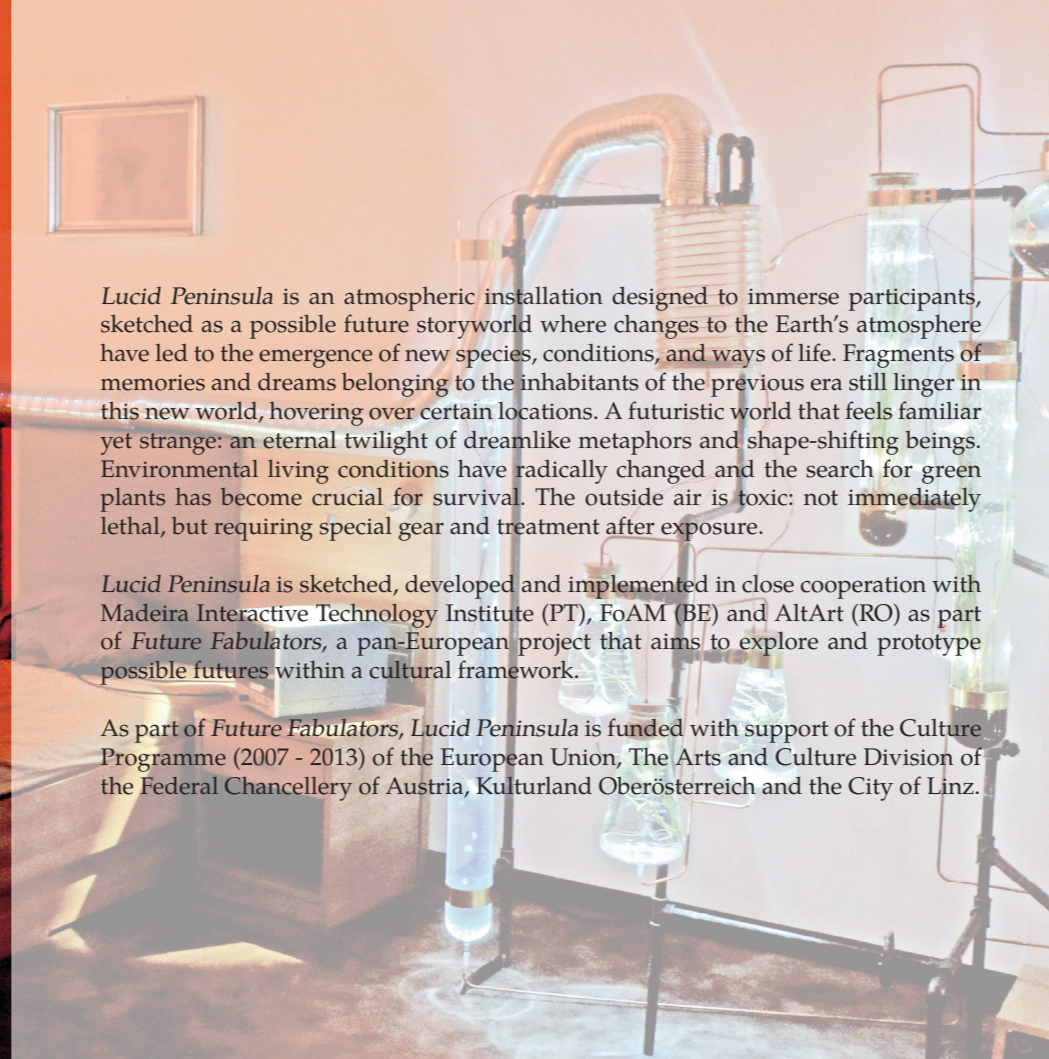 Lucid Peninsula is an atmospheric installation designed to immerse participants,
sketched as a possible future storyworld where changes to the Earth's atmosphere
have led to the emergence of new species, conditions, and ways of life. Fragments of
memories and dreams belonging to the inhabitants of the previous era still linger in
this new world, hovering over certain locations. A futuristic world that feels familiar
yet strange: an eternal twilight of dreamlike metaphors and shape-shifting beings.
Environmental living conditions have radically changed and the search for green
plants has become crucial for survival. The outside air is toxic: not immediately
lethal, but requiring special gear and treatment after exposure.
Lucid Peninsula is sketched, developed and implemented in close cooperation with
Madeira Interactive Technology Institute (PT), FoAM (BE) and AltArt (RO) as part
of Future Fabulators, a pan-European project that aims to explore and prototype
possible futures within a cultural framework.
As part of Future Fabulators, Lucid Peninsula is funded with support of the Culture
Programme (2007 - 2013) of the European Union, The Arts and Culture Division of
the Federal Chancellery of Austria, Kulturland Oberösterreich and the City of Linz.